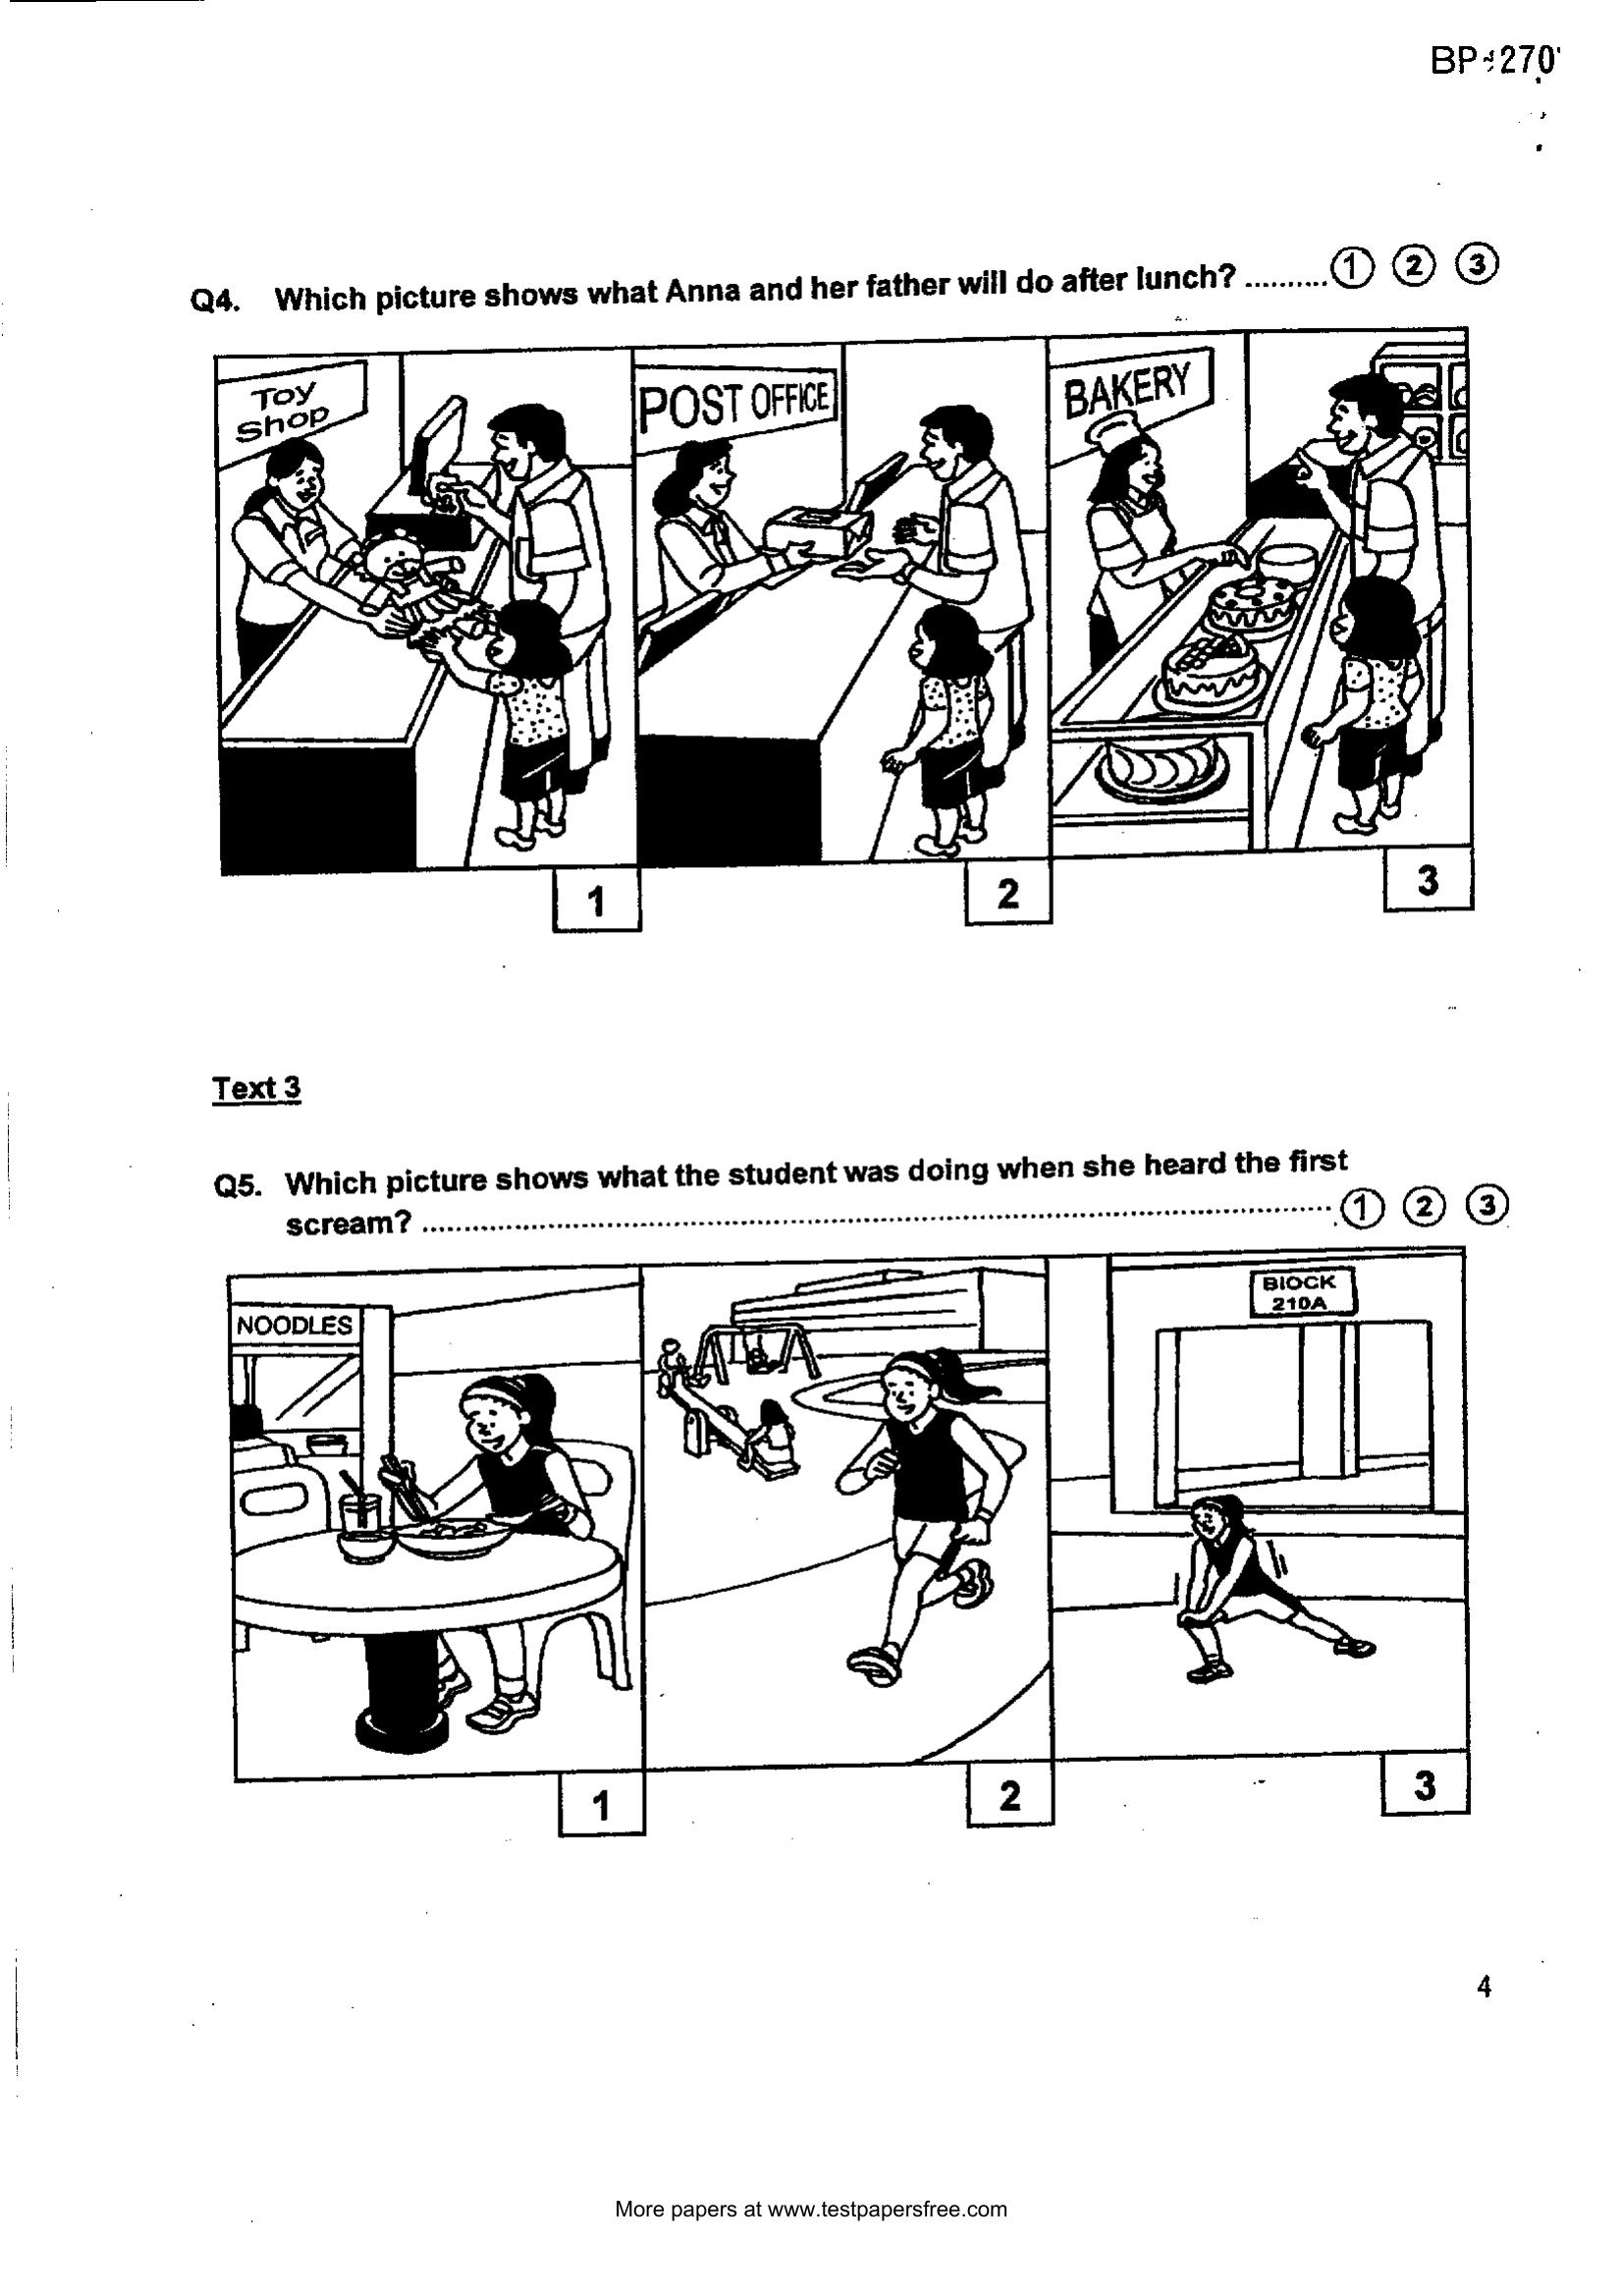 BP-270
Q4. Which picture shows what Anna and her father will do after lunch? .......... 1 2 3
Toy
Shop
POST OFFICE
BAKERY
1
2
3
Text 3
Q5. Which picture shows what the student was doing when she heard the first
scream? .......... 1 2 3
NOODLES
BlOCK
210A
1
2
3
4
More papers at www.testpapersfree.com